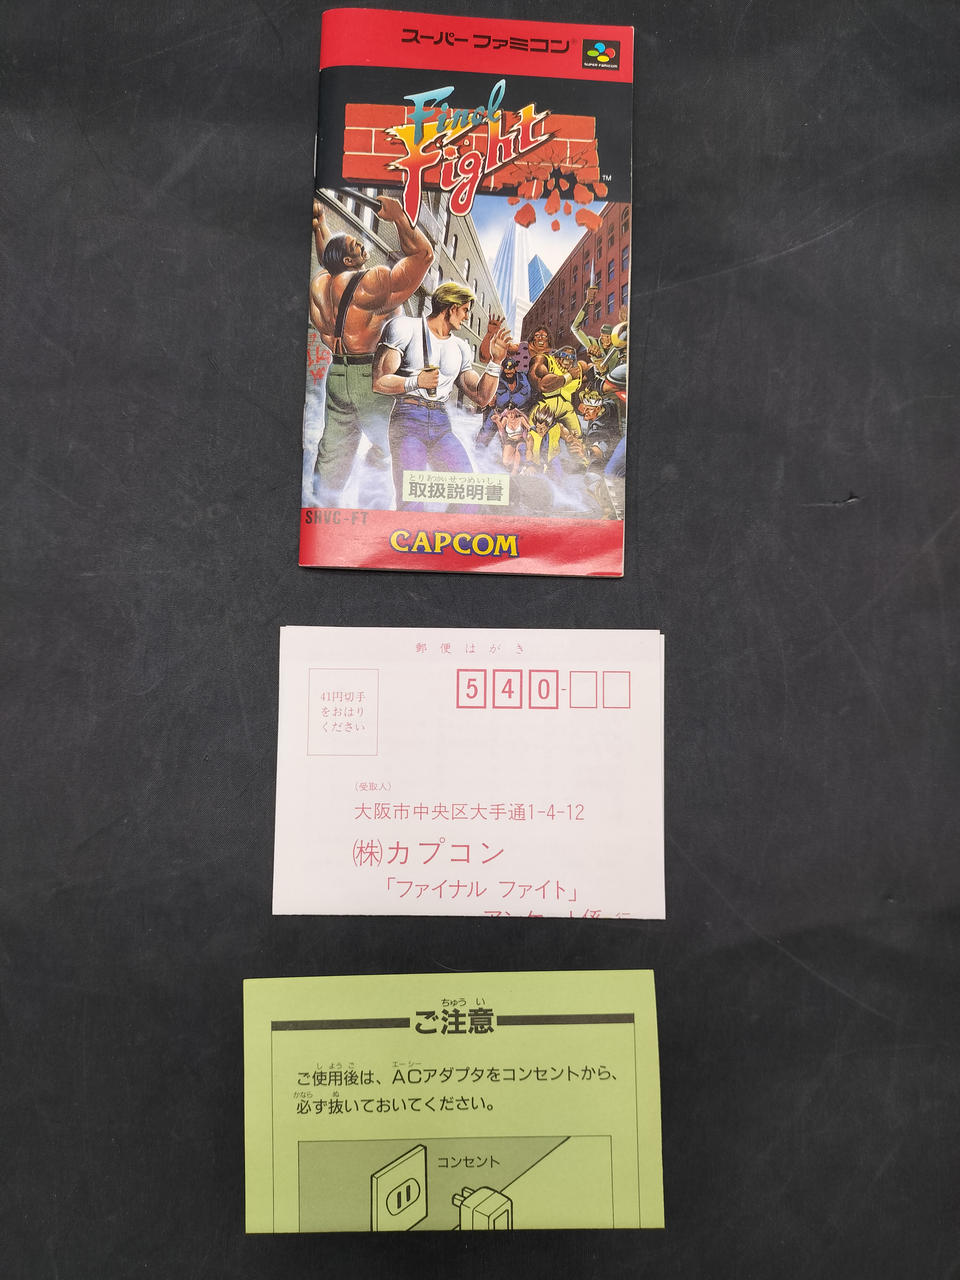 スーパーファミコン®
SUPER FAMICOM
Final
Fight
TM
とりあつかいせつめいしょ
取扱説明書
SHVC-FT
CAPCOM
郵便はがき
41円切手
をおはり
ください
540-
(受取人)
大阪市中央区大手通1-4-12
(株)カプコン
「ファイナル ファイト」
アンケート係 行
ちゅう い
ご注意
しようご エーシー
ご使用後は、ACアダプタをコンセントから、
かなら ぬ
必ず抜いておいてください。
コンセント